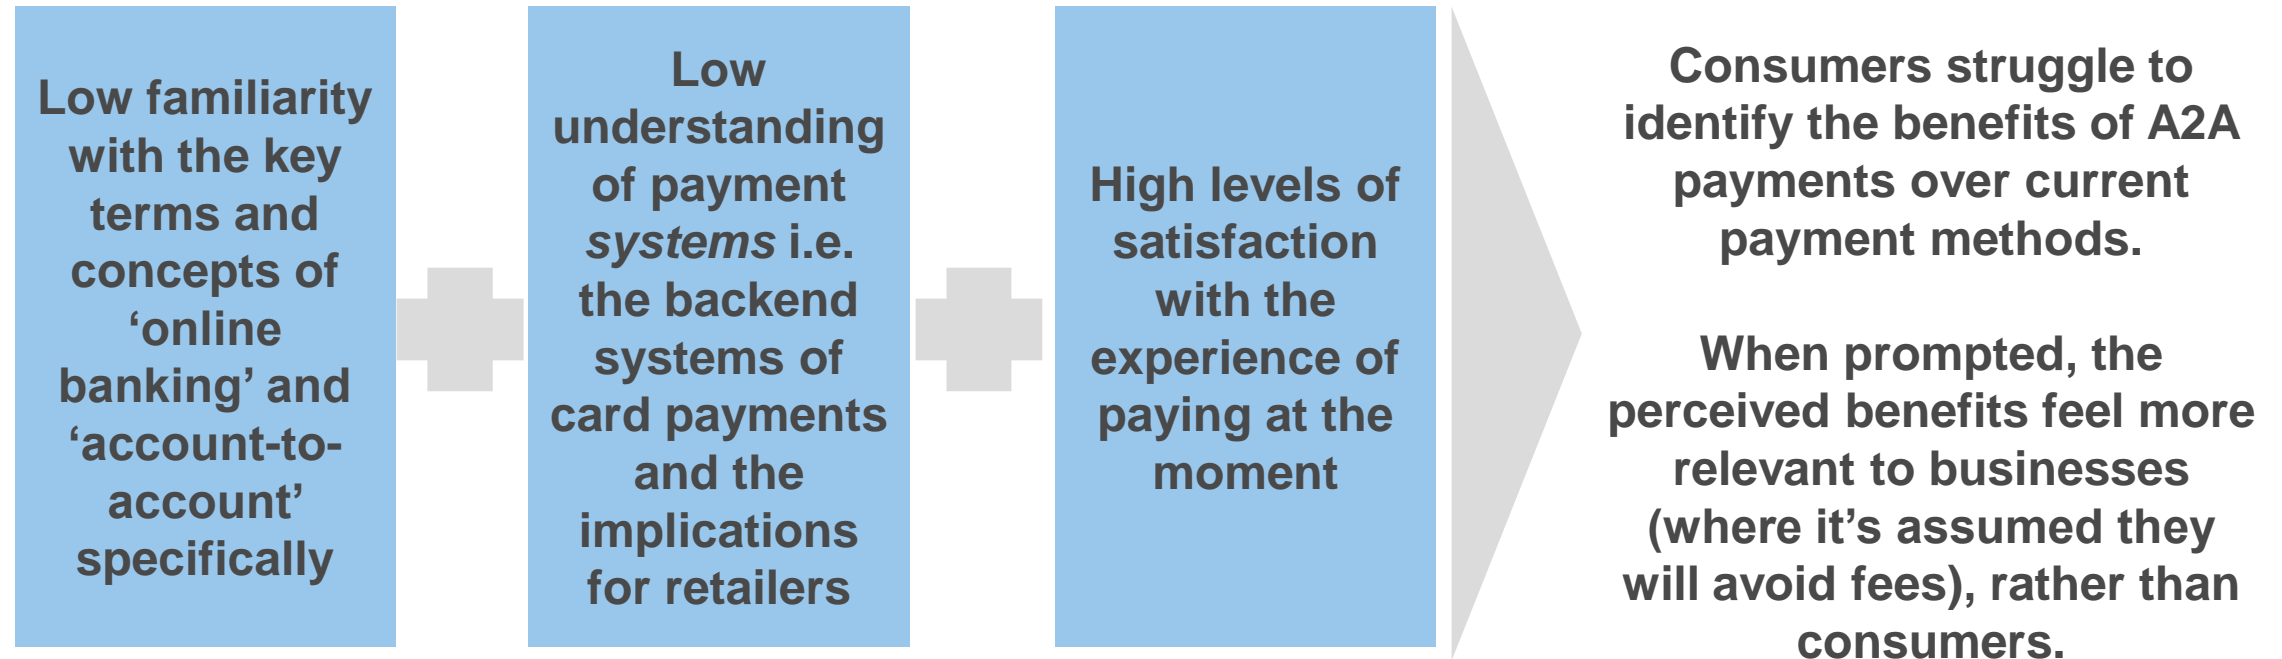 Low familiarity
with the key
terms and
concepts of
‘online
banking’ and
‘account-to-
account’
specifically
Low
understanding
of payment
systems i.e.
the backend
systems of
card payments
and the
implications
for retailers
High levels of
satisfaction
with the
experience of
paying at the
moment
Consumers struggle to
identify the benefits of A2A
payments over current
payment methods.
When prompted, the
perceived benefits feel more
relevant to businesses
(where it’s assumed they
will avoid fees), rather than
consumers.